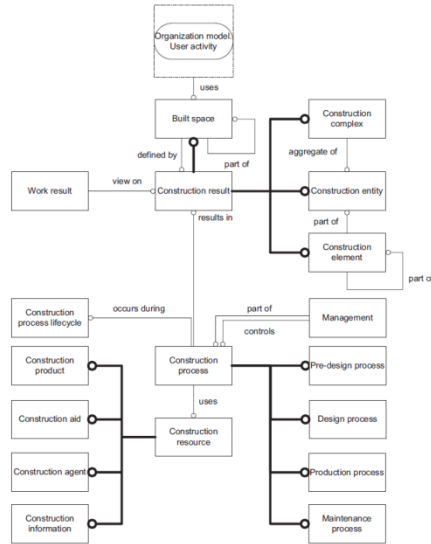 Organization model
User activity
uses
Built space
Construction
complex
defined by
part of
aggregate of
Work result
view on
Construction result
Construction entity
results in
part of
Construction
element
part o
Construction
process lifecycle
occurs during
part of
Management
controls
Construction
product
Construction
process
Pre-design process
uses
Construction aid
Construction
resource
Design process
Construction agent
Production process
Construction
information
Maintenance
process